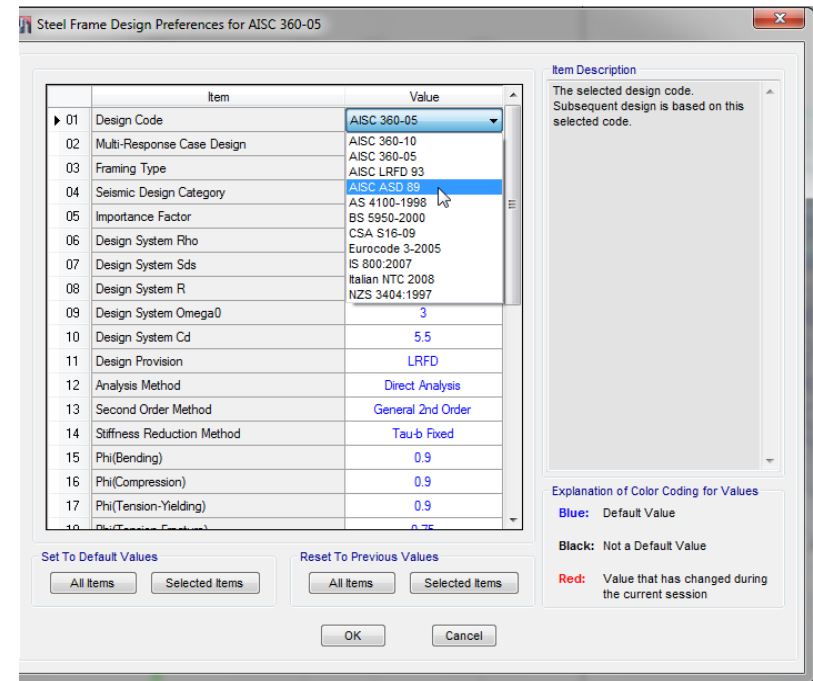 Steel Frame Design Preferences for AISC 360-05
Item Value
01 Design Code AISC 360-05
02 Multi-Response Case Design
03 Framing Type
04 Seismic Design Category
05 Importance Factor
06 Design System Rho
07 Design System Sds
08 Design System R
AISC 360-10
AISC 360-05
AISC LRFD 93
AISC ASD 89
AS 4100-1998
BS 5950-2000
CSA S16-09
Eurocode 3-2005
IS 800:2007
Italian NTC 2008
NZS 3404:1997
09 Design System Omega0 3
10 Design System Cd 5.5
11 Design Provision LRFD
12 Analysis Method Direct Analysis
13 Second Order Method General 2nd Order
14 Stiffness Reduction Method Tau-b Fixed
15 Phi(Bending) 0.9
16 Phi(Compression) 0.9
17 Phi(Tension-Yielding) 0.9
Item Description
The selected design code.
Subsequent design is based on this
selected code.
Explanation of Color Coding for Values
Blue: Default Value
Black: Not a Default Value
Red: Value that has changed during
the current session
Set To Default Values
All Items Selected Items
Reset To Previous Values
All Items Selected Items
OK Cancel